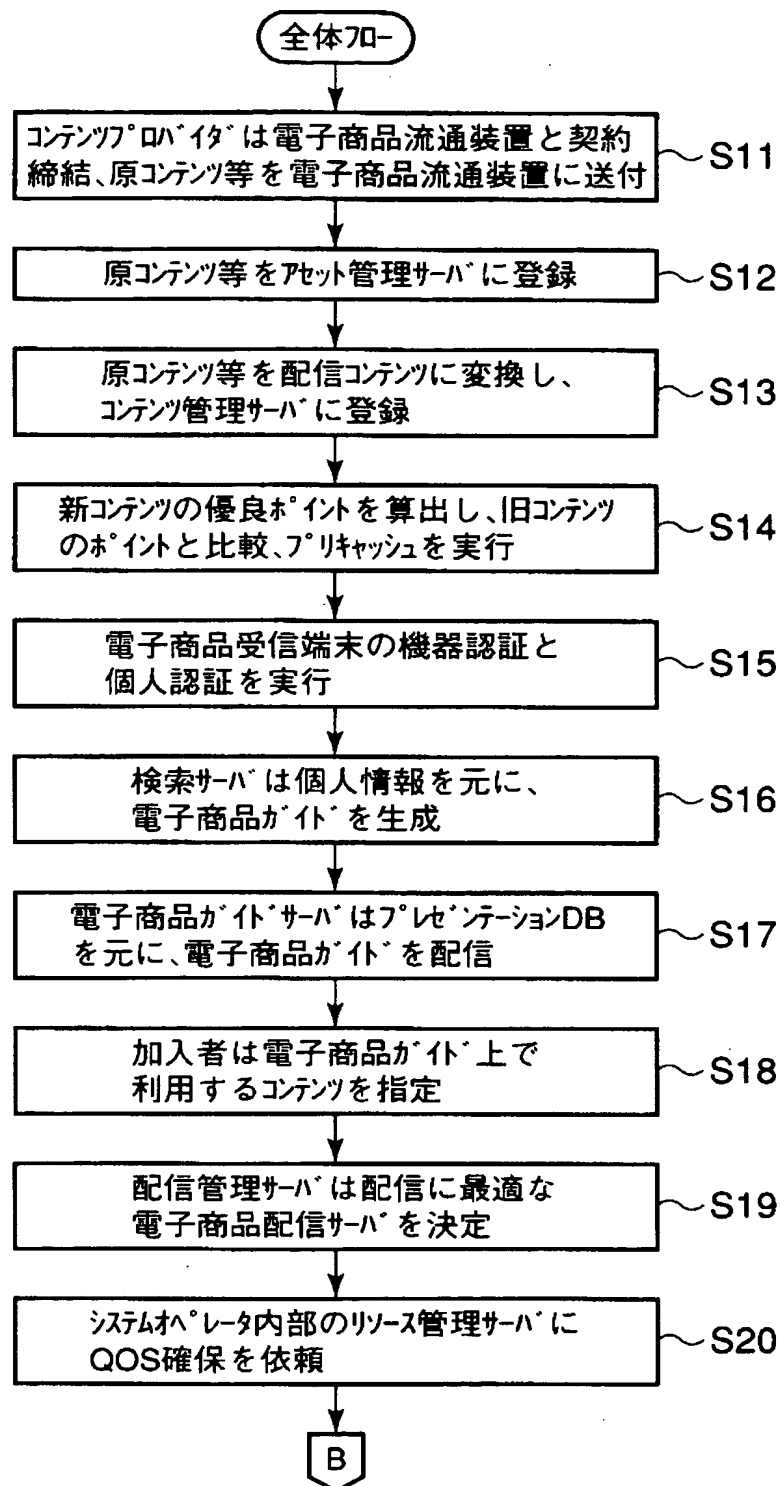 全体フロー
コンテンツプロバイダは電子商品流通装置と契約
締結、原コンテンツ等を電子商品流通装置に送付
S11
原コンテンツ等をアセット管理サーバに登録
S12
原コンテンツ等を配信コンテンツに変換し、
コンテンツ管理サーバに登録
S13
新コンテンツの優良ポイントを算出し、旧コンテンツ
のポイントと比較、プリキャッシュを実行
S14
電子商品受信端末の機器認証と
個人認証を実行
S15
検索サーバは個人情報を元に、
電子商品ガイドを生成
S16
電子商品ガイドサーバはプレゼンテーションDB
を元に、電子商品ガイドを配信
S17
加入者は電子商品ガイド上で
利用するコンテンツを指定
S18
配信管理サーバは配信に最適な
電子商品配信サーバを決定
S19
システムオペレータ内部のリソース管理サーバに
QOS確保を依頼
S20
B